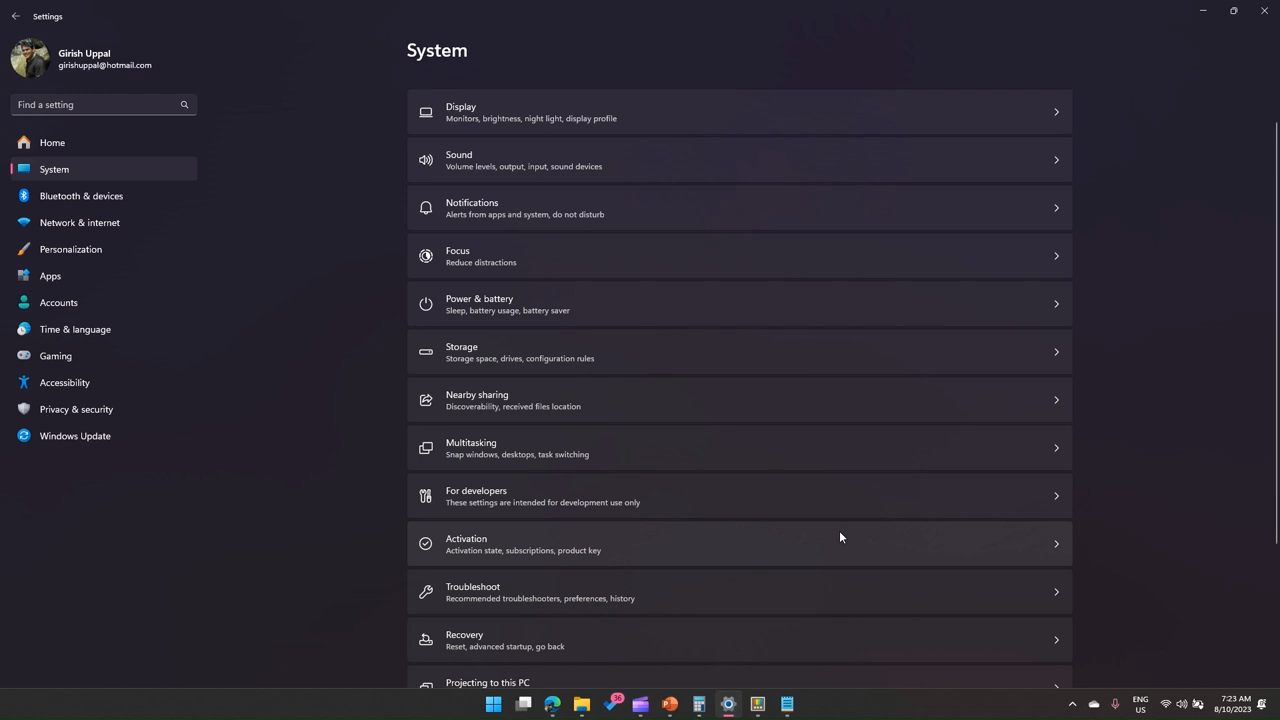 Settings
Girish Uppal
girishuppal@hotmail.com
Find a setting
Home
System
Bluetooth & devices
Network & internet
Personalization
Apps
Accounts
Time & language
Gaming
Accessibility
Privacy & security
Windows Update
System
Display
Monitors, brightness, night light, display profile
Sound
Volume levels, output, input, sound devices
Notifications
Alerts from apps and system, do not disturb
Focus
Reduce distractions
Power & battery
Sleep, battery usage, battery saver
Storage
Storage space, drives, configuration rules
Nearby sharing
Discoverability, received files location
Multitasking
Snap windows, desktops, task switching
For developers
These settings are intended for development use only
Activation
Activation state, subscriptions, product key
Troubleshoot
Recommended troubleshooters, preferences, history
Recovery
Reset, advanced startup, go back
Projecting to this PC
36
ENG
US
7:23 AM
8/10/2023